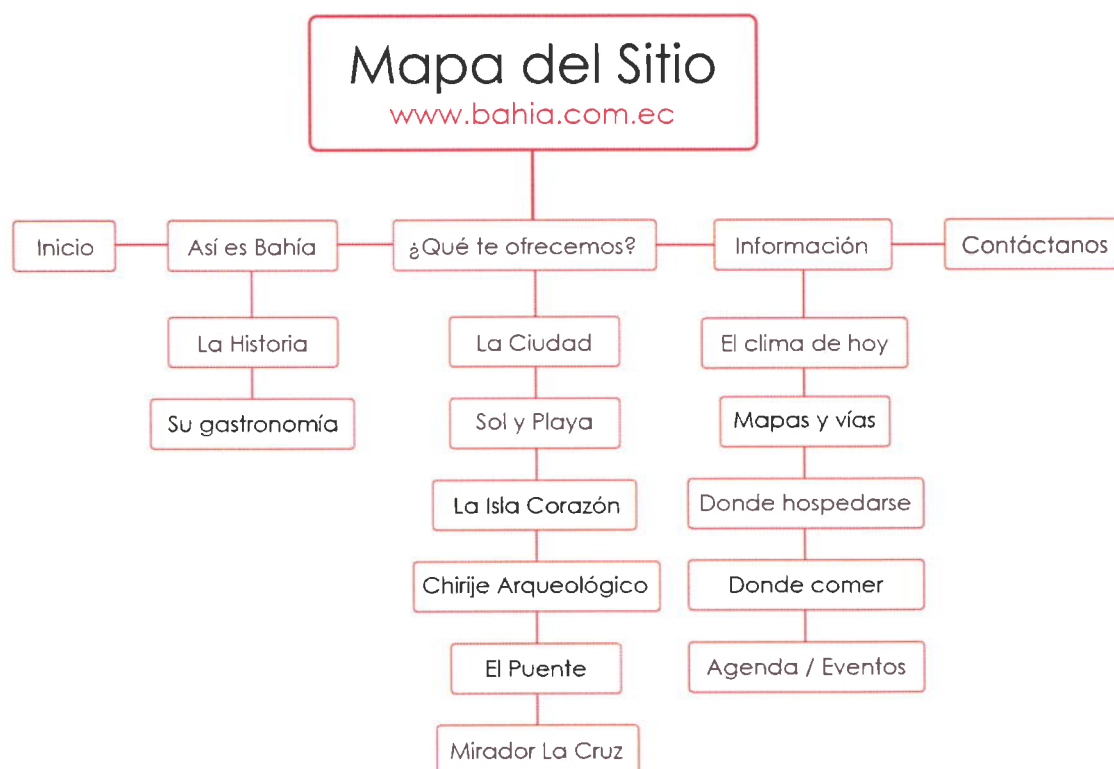 Mapa del Sitio
www.bahia.com.ec
Inicio
Así es Bahía
¿Qué te ofrecemos?
Información
Contáctanos
La Historia
Su gastronomía
La Ciudad
Sol y Playa
La Isla Corazón
Chirije Arqueológico
El Puente
Mirador La Cruz
El clima de hoy
Mapas y vías
Donde hospedarse
Donde comer
Agenda / Eventos